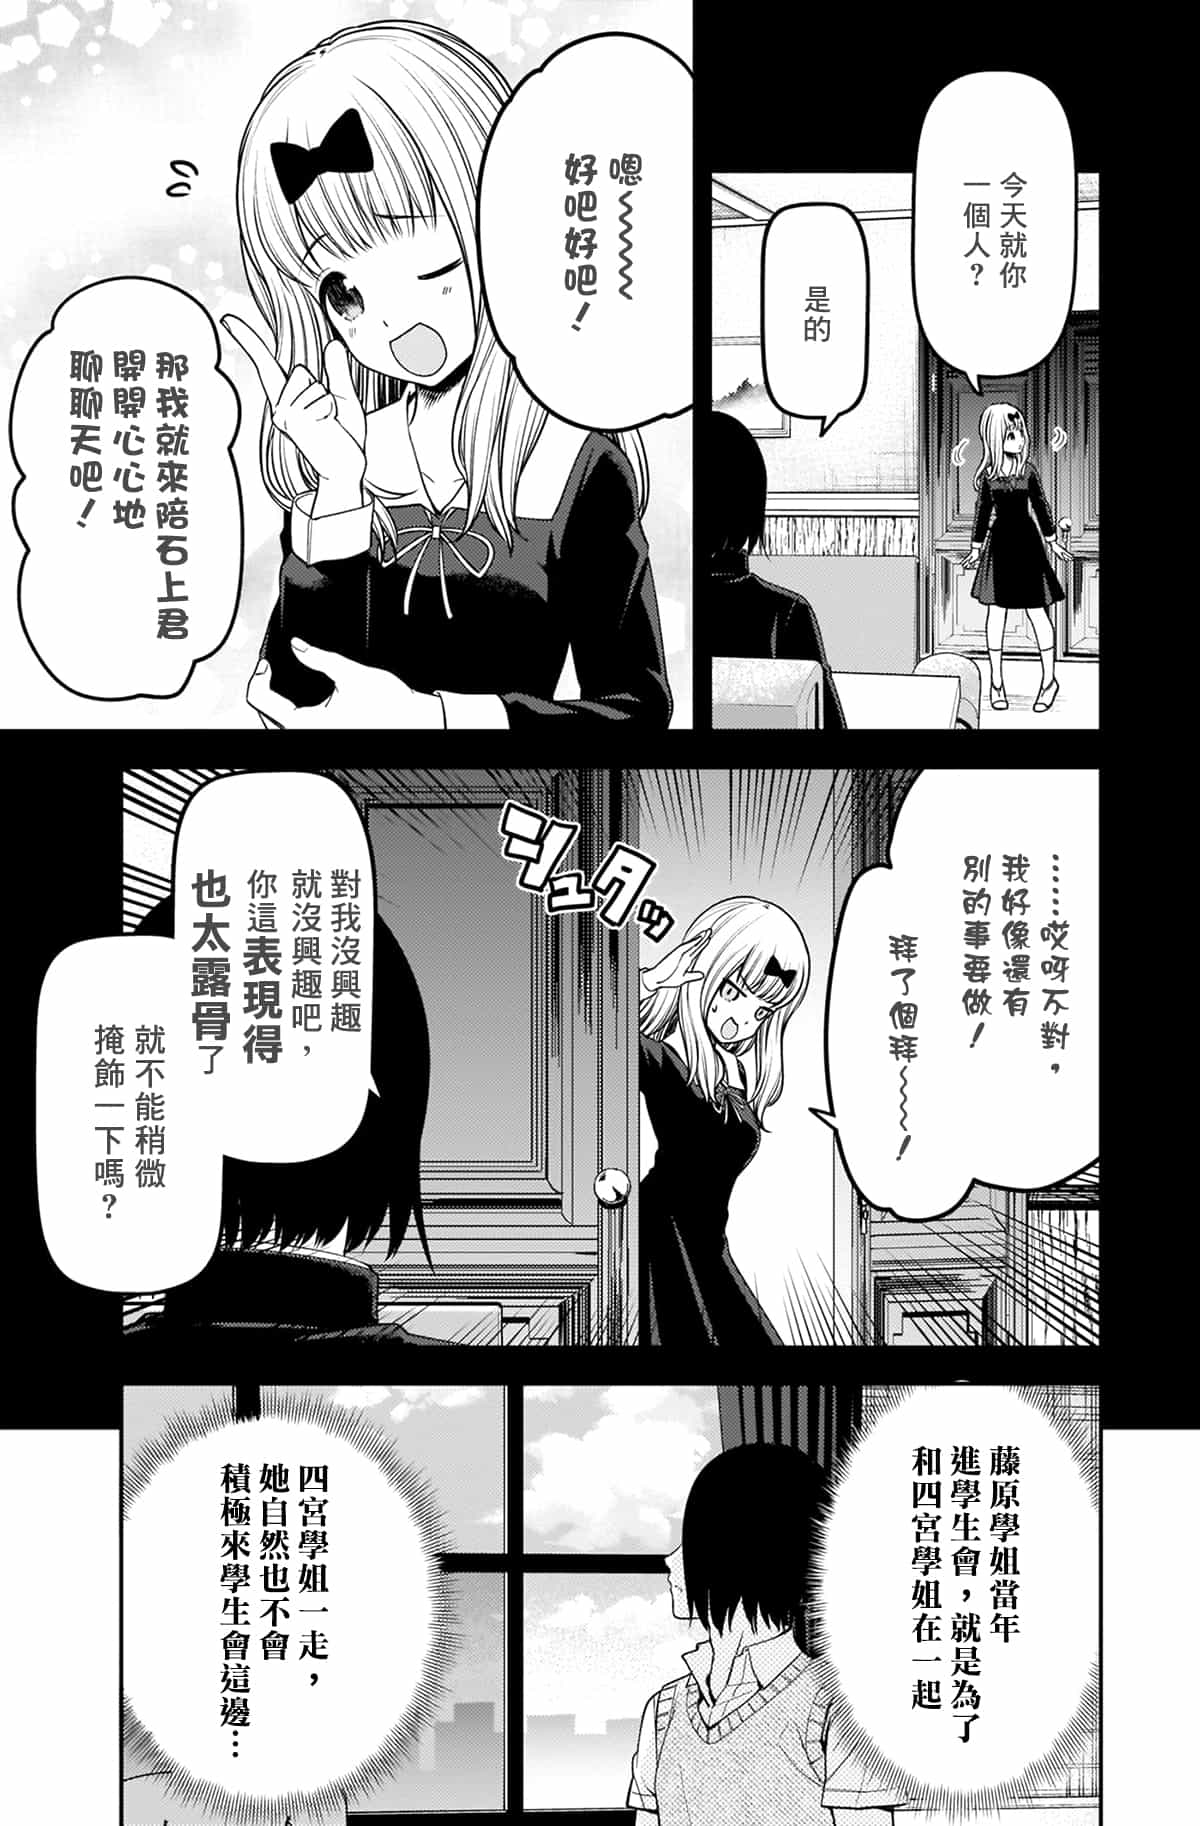 今天就你
一個人?
是的
嗯～～～～
好吧好吧!
那我就來陪石上君
開開心心地
聊聊天吧!
……哎呀不對,
我好像還有
別的事要做!
拜了個拜～～～!
シュタッ
對我沒興趣
就沒興趣吧,
你這表現得
也太露骨了
就不能稍微
掩飾一下嗎?
藤原學姐當年
進學生會,就是為了
和四宮學姐在一起
四宮學姐一走,
她自然也不會
積極來學生會這邊…